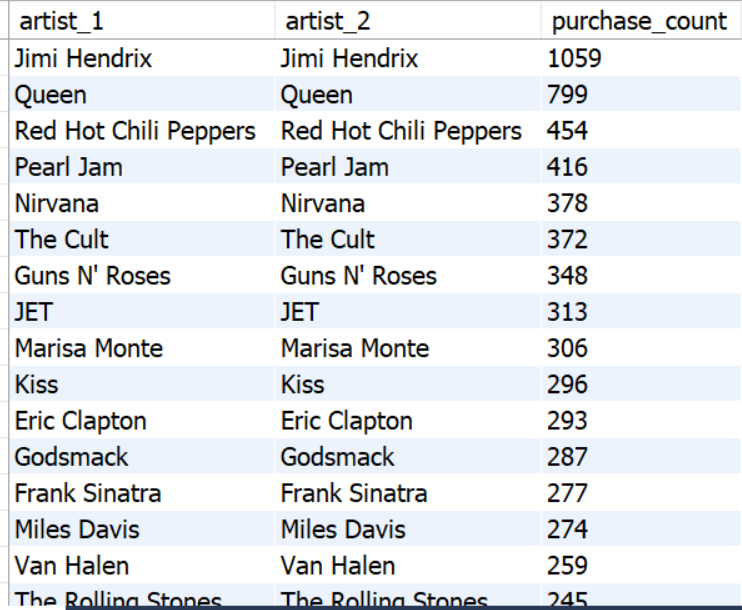 artist_1 artist_2 purchase_count
Jimi Hendrix Jimi Hendrix 1059
Queen Queen 799
Red Hot Chili Peppers Red Hot Chili Peppers 454
Pearl Jam Pearl Jam 416
Nirvana Nirvana 378
The Cult The Cult 372
Guns N' Roses Guns N' Roses 348
JET JET 313
Marisa Monte Marisa Monte 306
Kiss Kiss 296
Eric Clapton Eric Clapton 293
Godsmack Godsmack 287
Frank Sinatra Frank Sinatra 277
Miles Davis Miles Davis 274
Van Halen Van Halen 259
The Rolling Stones The Rolling Stones 245